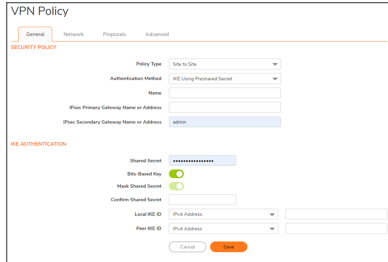 VPN Policy
General Network Proposals Advanced
SECURITY POLICY
Policy Type Site to Site
Authentication Method IKE Using Preshared Secret
Name
IPsec Primary Gateway Name or Address
IPsec Secondary Gateway Name or Address admin
IKE AUTHENTICATION
Shared Secret ••••••••••••••••
Bits-Based Key
Mask Shared Secret
Confirm Shared Secret
Local IKE ID IPv4 Address
Peer IKE ID IPv4 Address
Cancel Save